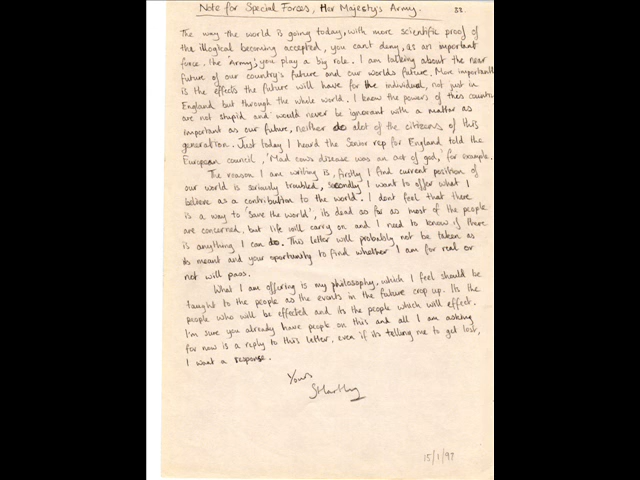 Note for Special Forces, Her Majesty's Army. 33.
The way the world is going today, with more scientific proof of
the illogical becoming accepted, you cant deny, as an important
force. the 'Army', you play a big role. I am talking about the near
future of our country's future and our worlds future. More importantly
is the effects the future will have for the individual, not just in
England but through the whole world. I know the powers of this country
are not stupid and would never be ignorant with a matter as
important as our future, neither do alot of the citizens of this
generation. Just today I heard the Senior rep for England told the
European council, 'Mad cows disease was an act of god,' for example.
The reason I am writing is, firstly I find current position of
our world is seriously troubled, secondly I want to offer what I
believe as a contribution to the world. I dont feel that there
is a way to 'save the world', its dead as far as most of the people
are concerned, but life will carry on and I need to know if there
is anything I can do. This letter will probably not be taken as
its meant and your oportunity to find whether I am for real or
not will pass.
What I am offering is my philosophy, which I feel should be
taught to the people as the events in the future crop up. Its the
people who will be effected and its the people which will effect.
I'm sure you already have people on this and all I am asking
for now is a reply to this letter, even if its telling me to get lost,
I want a response.
Yours
15/1/97